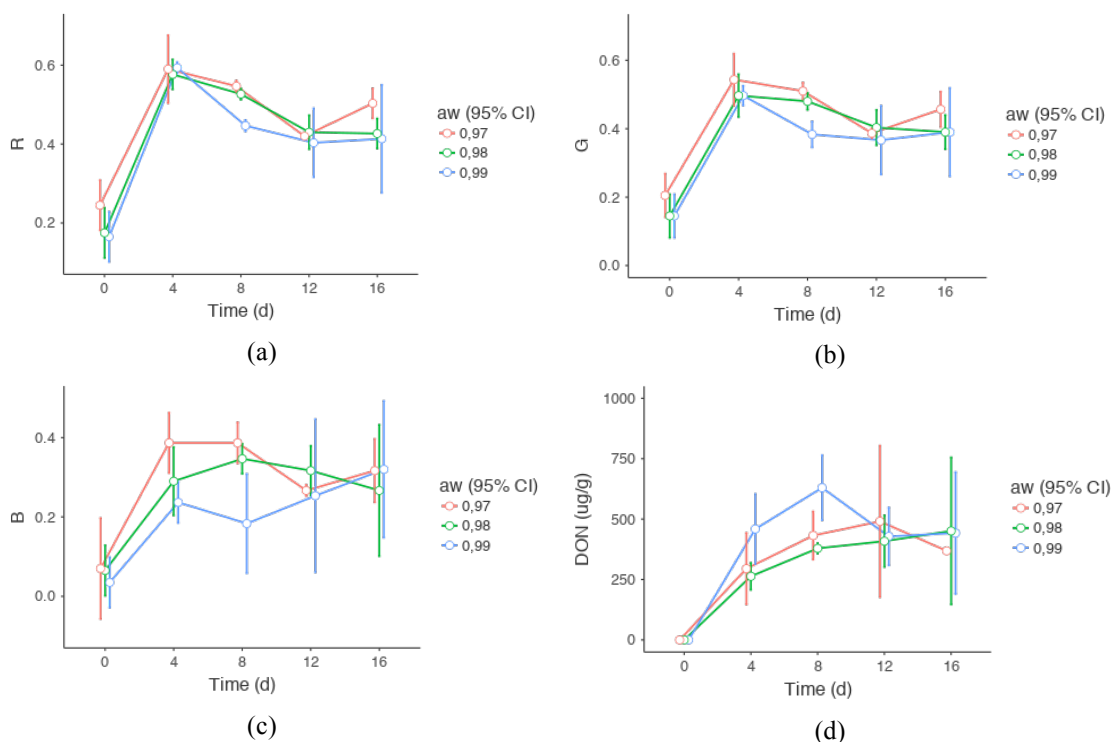 R
0.6
0.4
0.2
0 4 8 12 16
Time (d)
aw (95% CI)
0,97
0,98
0,99
(a)
G
0.6
0.4
0.2
0.0
0 4 8 12 16
Time (d)
aw (95% CI)
0,97
0,98
0,99
(b)
B
0.4
0.2
0.0
0 4 8 12 16
Time (d)
aw (95% CI)
0,97
0,98
0,99
(c)
DON (ug/g)
1000
750
500
250
0
0 4 8 12 16
Time (d)
aw (95% CI)
0,97
0,98
0,99
(d)